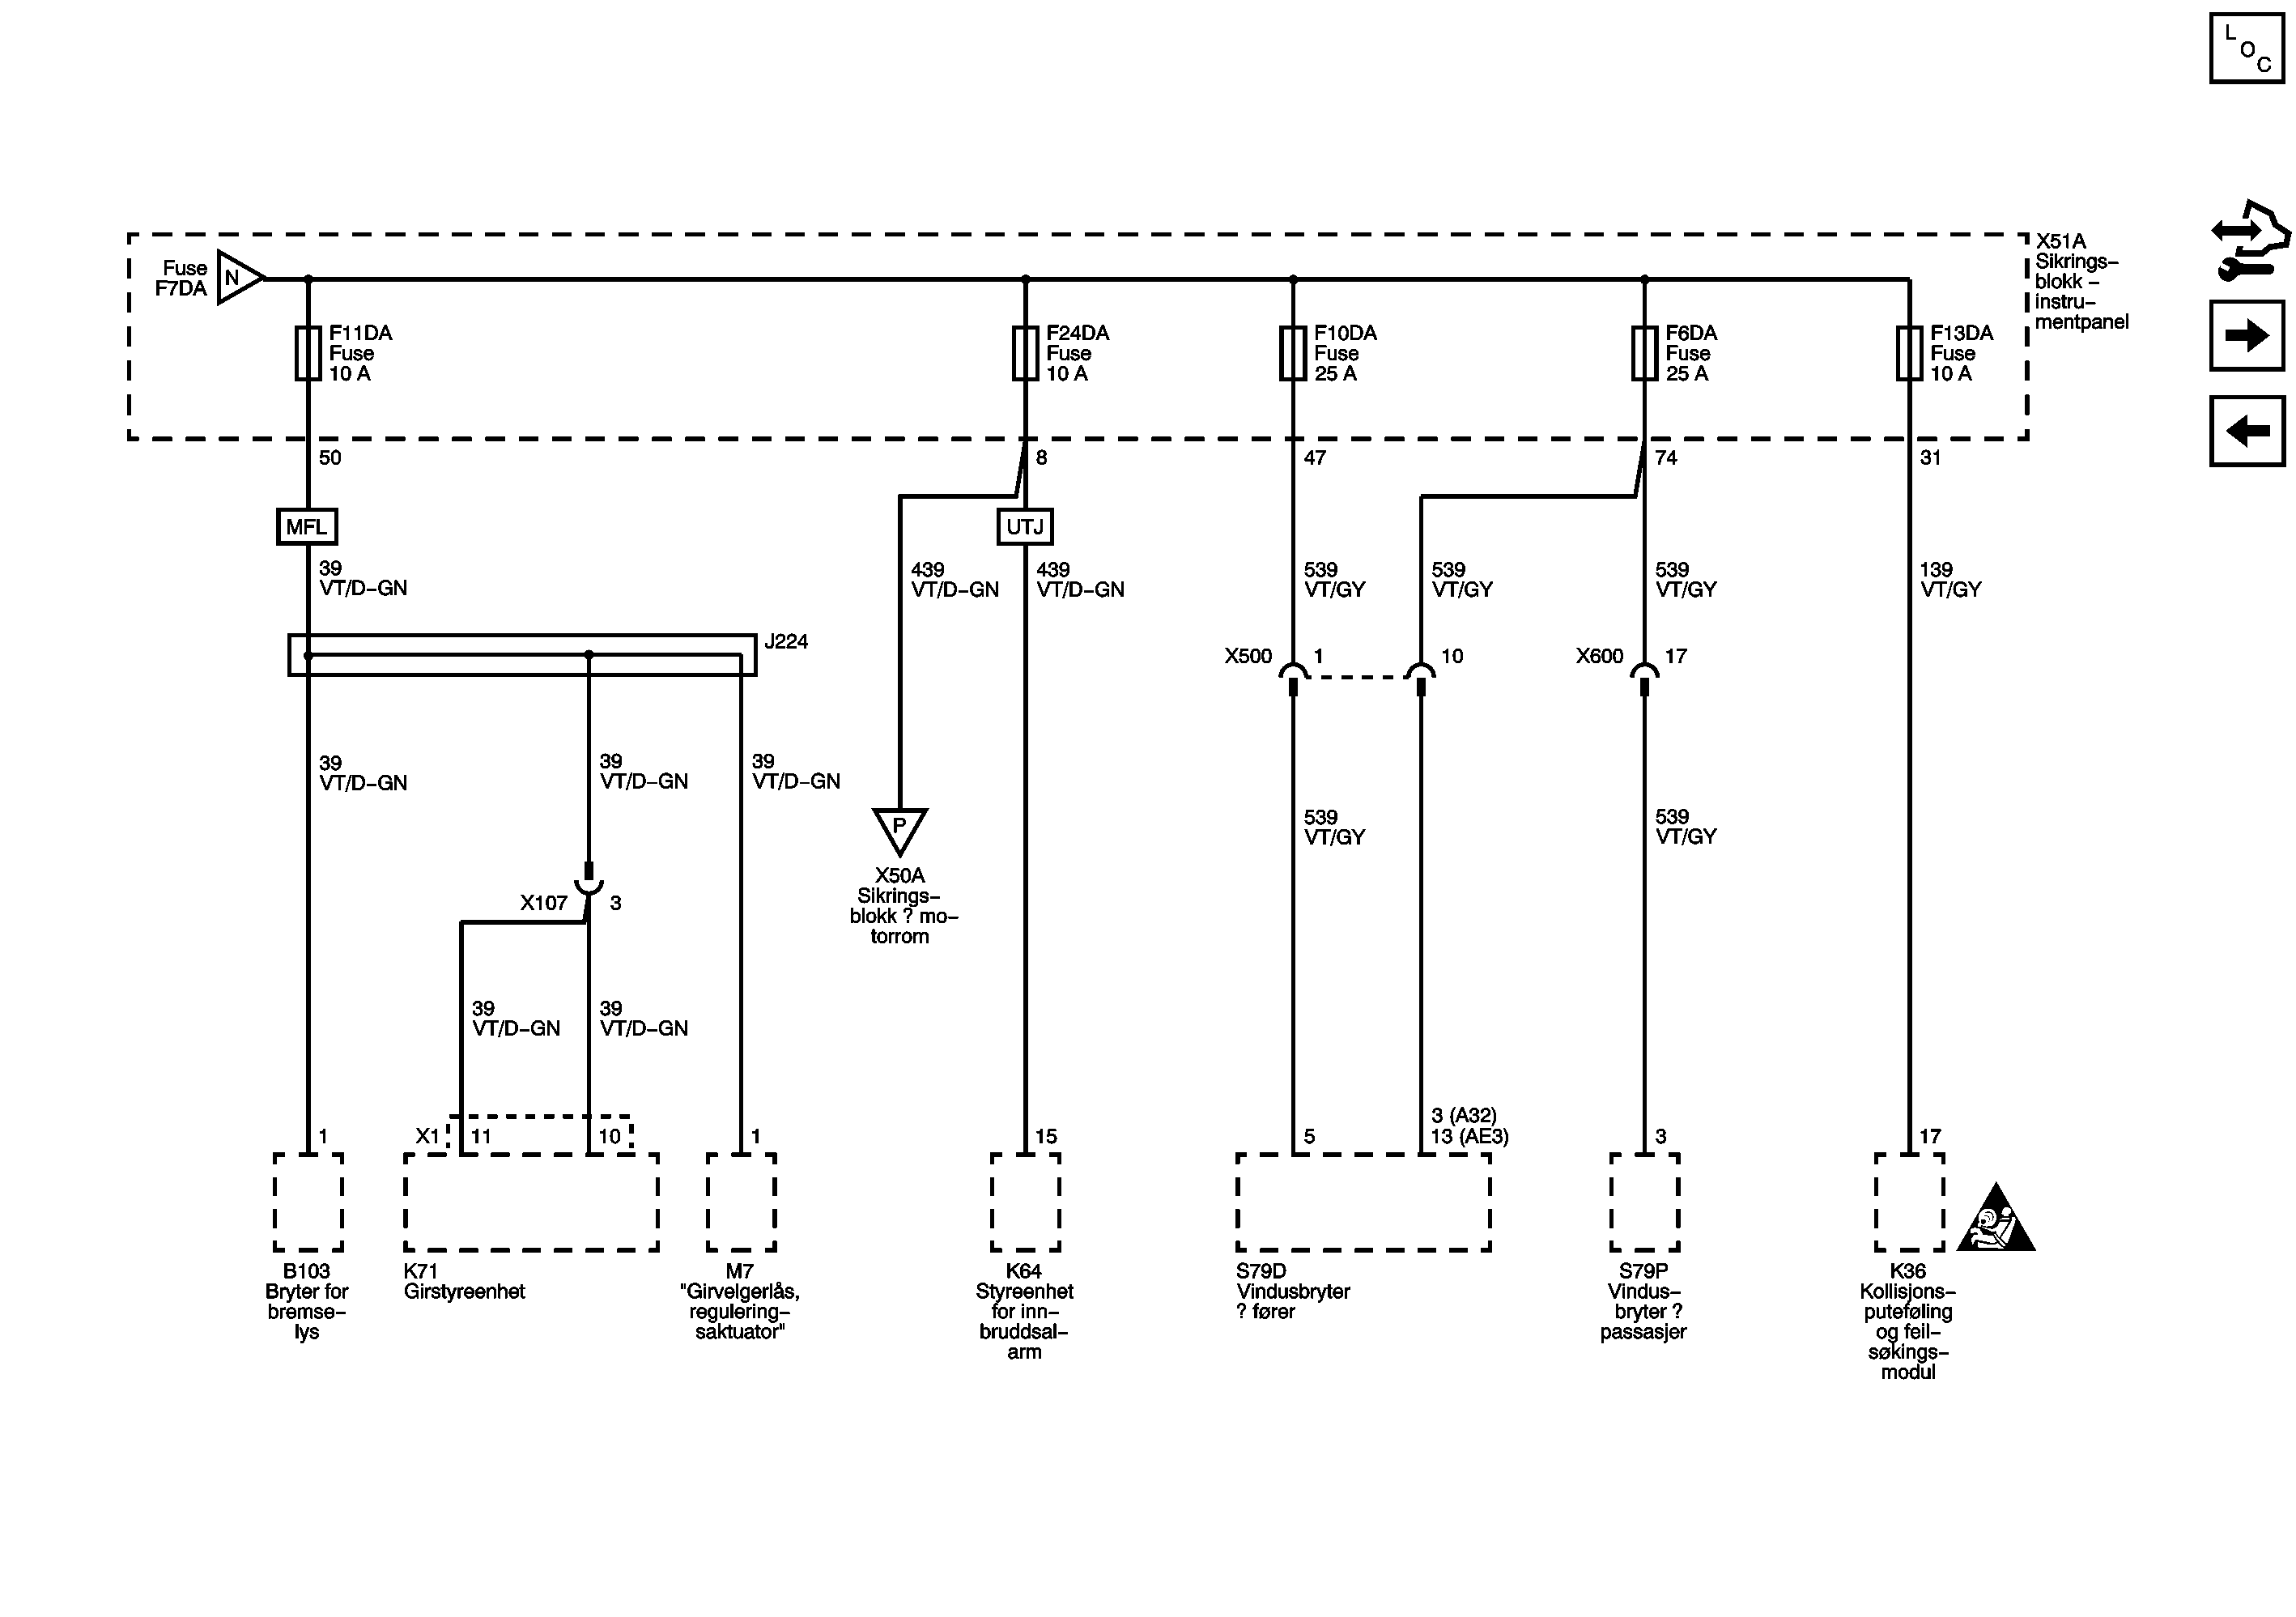 L
O
C
X51A
Sikrings–
blokk –
instru–
mentpanel
Fuse
F7DA
N
F11DA
Fuse
10 A
F24DA
Fuse
10 A
F10DA
Fuse
25 A
F6DA
Fuse
25 A
F13DA
Fuse
10 A
50
8
47
74
31
MFL
UTJ
39
VT/D–GN
439
VT/D–GN
439
VT/D–GN
539
VT/GY
539
VT/GY
539
VT/GY
139
VT/GY
J224
X500
1
10
X600
17
39
VT/D–GN
39
VT/D–GN
39
VT/D–GN
P
X50A
Sikrings–
blokk ? mo–
torrom
539
VT/GY
539
VT/GY
X107
3
39
VT/D–GN
39
VT/D–GN
1
X1
11
10
1
15
5
3 (A32)
13 (AE3)
3
17
B103
Bryter for
bremse–
lys
K71
Girstyreenhet
M7
"Girvelgerlås,
regulering–
saktuator"
K64
Styreenhet
for inn–
bruddsal–
arm
S79D
Vindusbryter
? fører
S79P
Vindus–
bryter ?
passasjer
K36
Kollisjons–
puteføling
og feil–
søkings–
modul